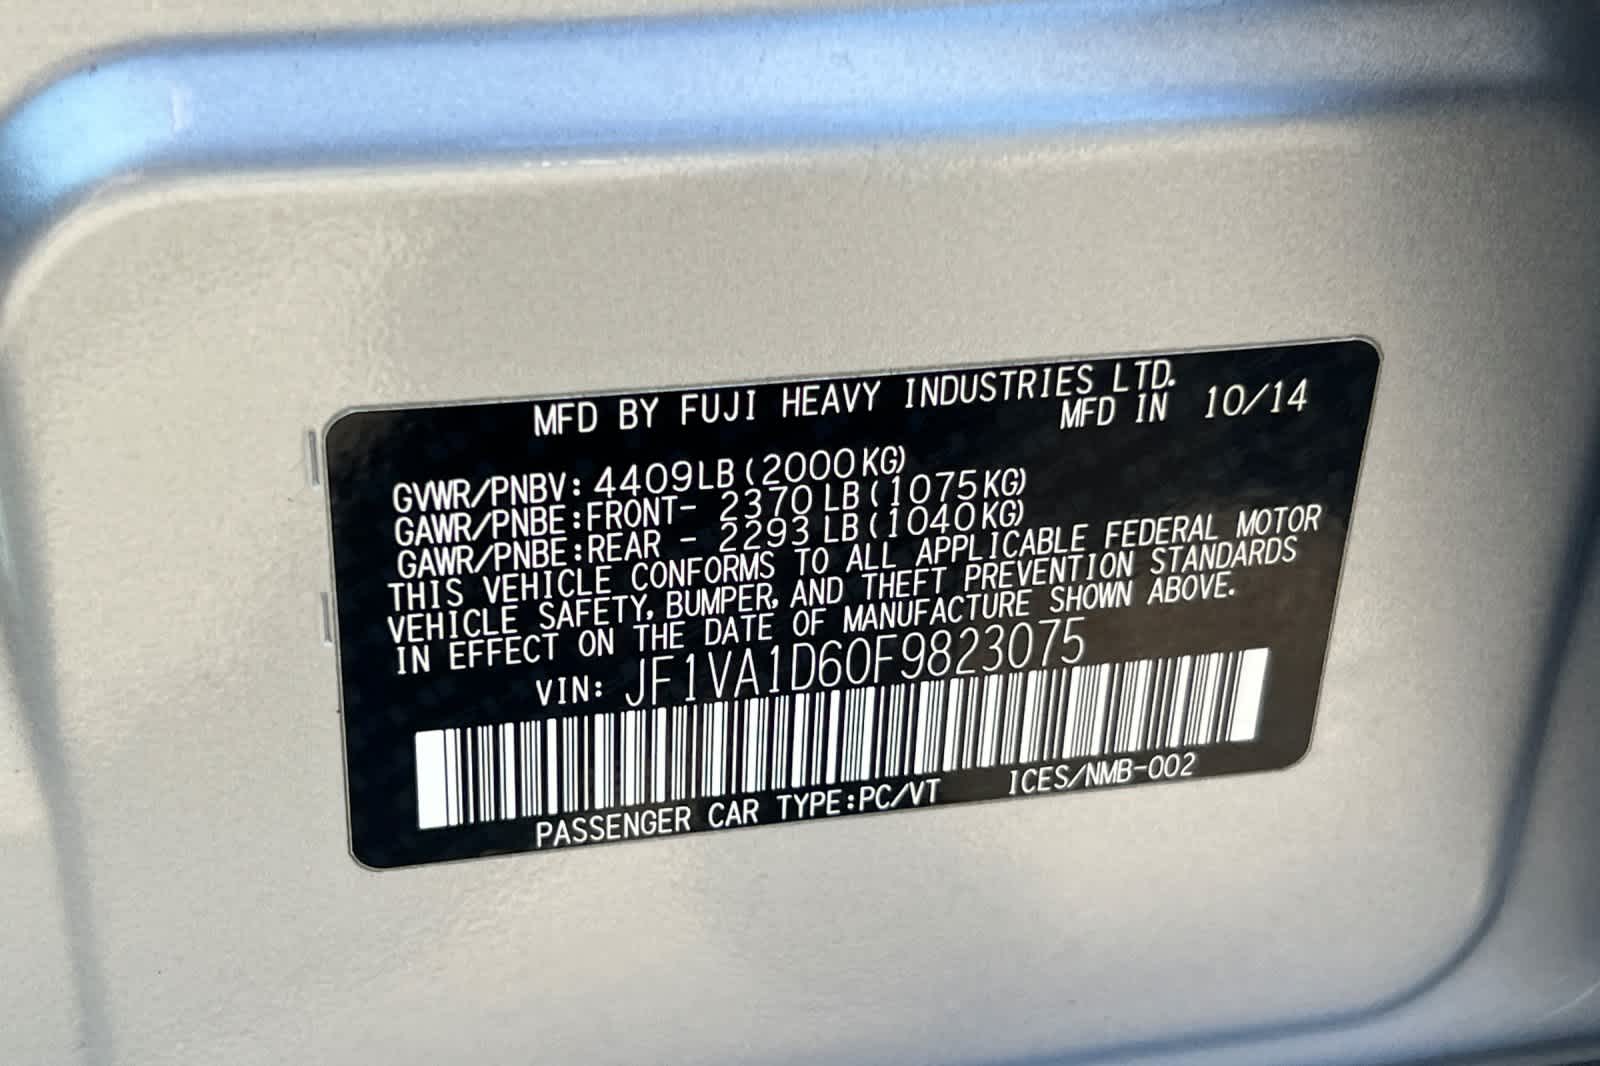 MFD BY FUJI HEAVY INDUSTRIES LTD.
MFD IN 10/14
GVWR/PNBV: 4409LB(2000KG)
GAWR/PNBE:FRONT- 2370LB(1075KG)
GAWR/PNBE:REAR - 2293LB(1040KG)
THIS VEHICLE CONFORMS TO ALL APPLICABLE FEDERAL MOTOR
VEHICLE SAFETY, BUMPER, AND THEFT PREVENTION STANDARDS
IN EFFECT ON THE DATE OF MANUFACTURE SHOWN ABOVE.
VIN: JF1VA1D60F9823075
PASSENGER CAR TYPE:PC/VT ICES/NMB-002